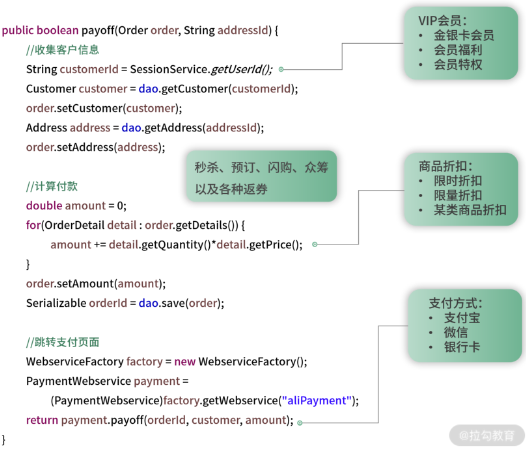 public boolean payoff(Order order, String addressId) {
//收集客户信息
String customerId = SessionService.getUserId();
Customer customer = dao.getCustomer(customerId);
order.setCustomer(customer);
Address address = dao.getAddress(addressId);
order.setAddress(address);
//计算付款
double amount = 0;
for(OrderDetail detail : order.getDetails()) {
amount += detail.getQuantity()*detail.getPrice();
}
order.setAmount(amount);
Serializable orderId = dao.save(order);
//跳转支付页面
WebserviceFactory factory = new WebserviceFactory();
PaymentWebservice payment =
(PaymentWebservice)factory.getWebservice("aliPayment");
return payment.payoff(orderId, customer, amount);
}
VIP会员：
• 金银卡会员
• 会员福利
• 会员特权
秒杀、预订、闪购、众筹
以及各种返券
商品折扣：
• 限时折扣
• 限量折扣
• 某类商品折扣
支付方式：
• 支付宝
• 微信
• 银行卡
@拉勾教育